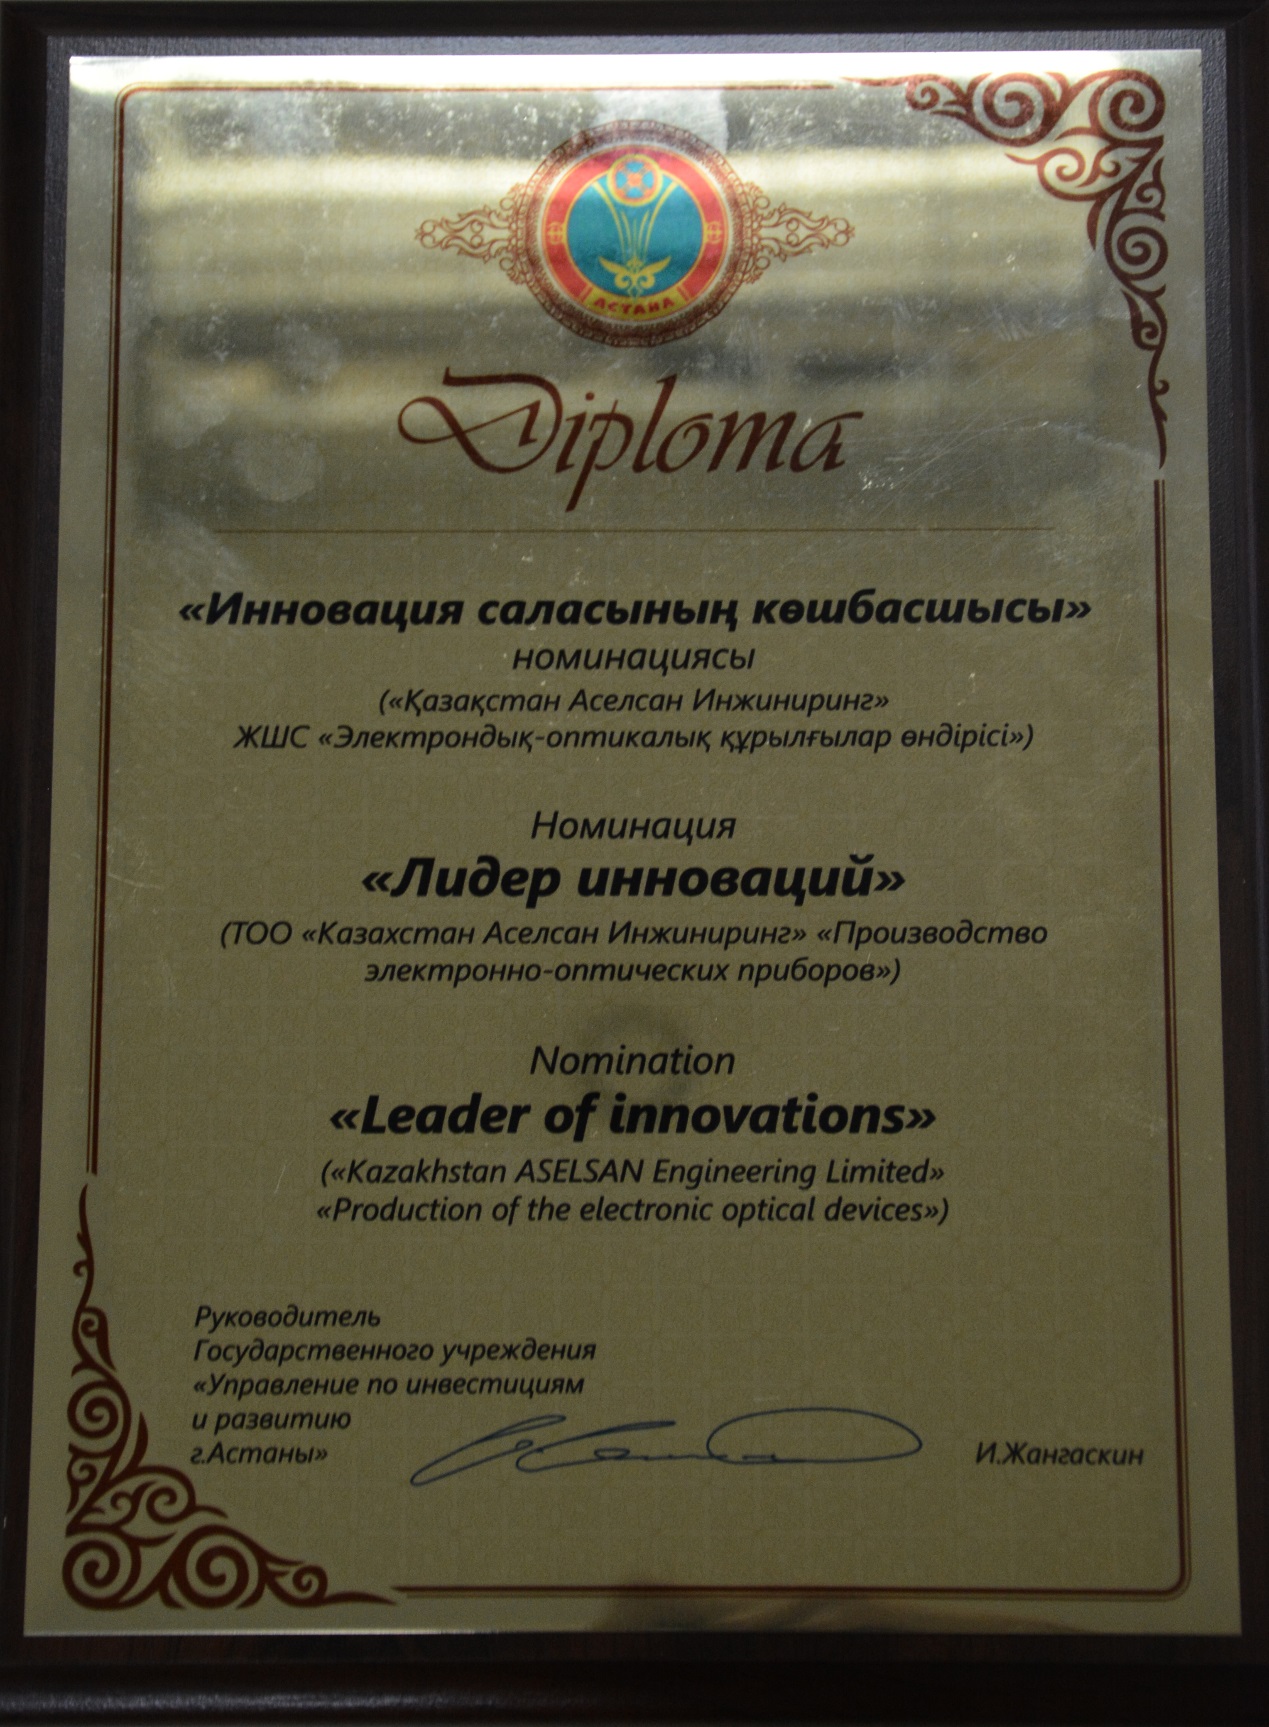 АСТАНА
Diploma
«Инновация саласының көшбасшысы»
номинациясы
(«Қазақстан Аселсан Инжиниринг»
ЖШС «Электрондық-оптикалық құрылғылар өндірісі»)
Номинация
«Лидер инноваций»
(ТОО «Казахстан Аселсан Инжиниринг» «Производство
электронно-оптических приборов»)
Nomination
«Leader of innovations»
(«Kazakhstan ASELSAN Engineering Limited»
«Production of the electronic optical devices»)
Руководитель
Государственного учреждения
«Управление по инвестициям
и развитию
г.Астаны»
И.Жангаскин